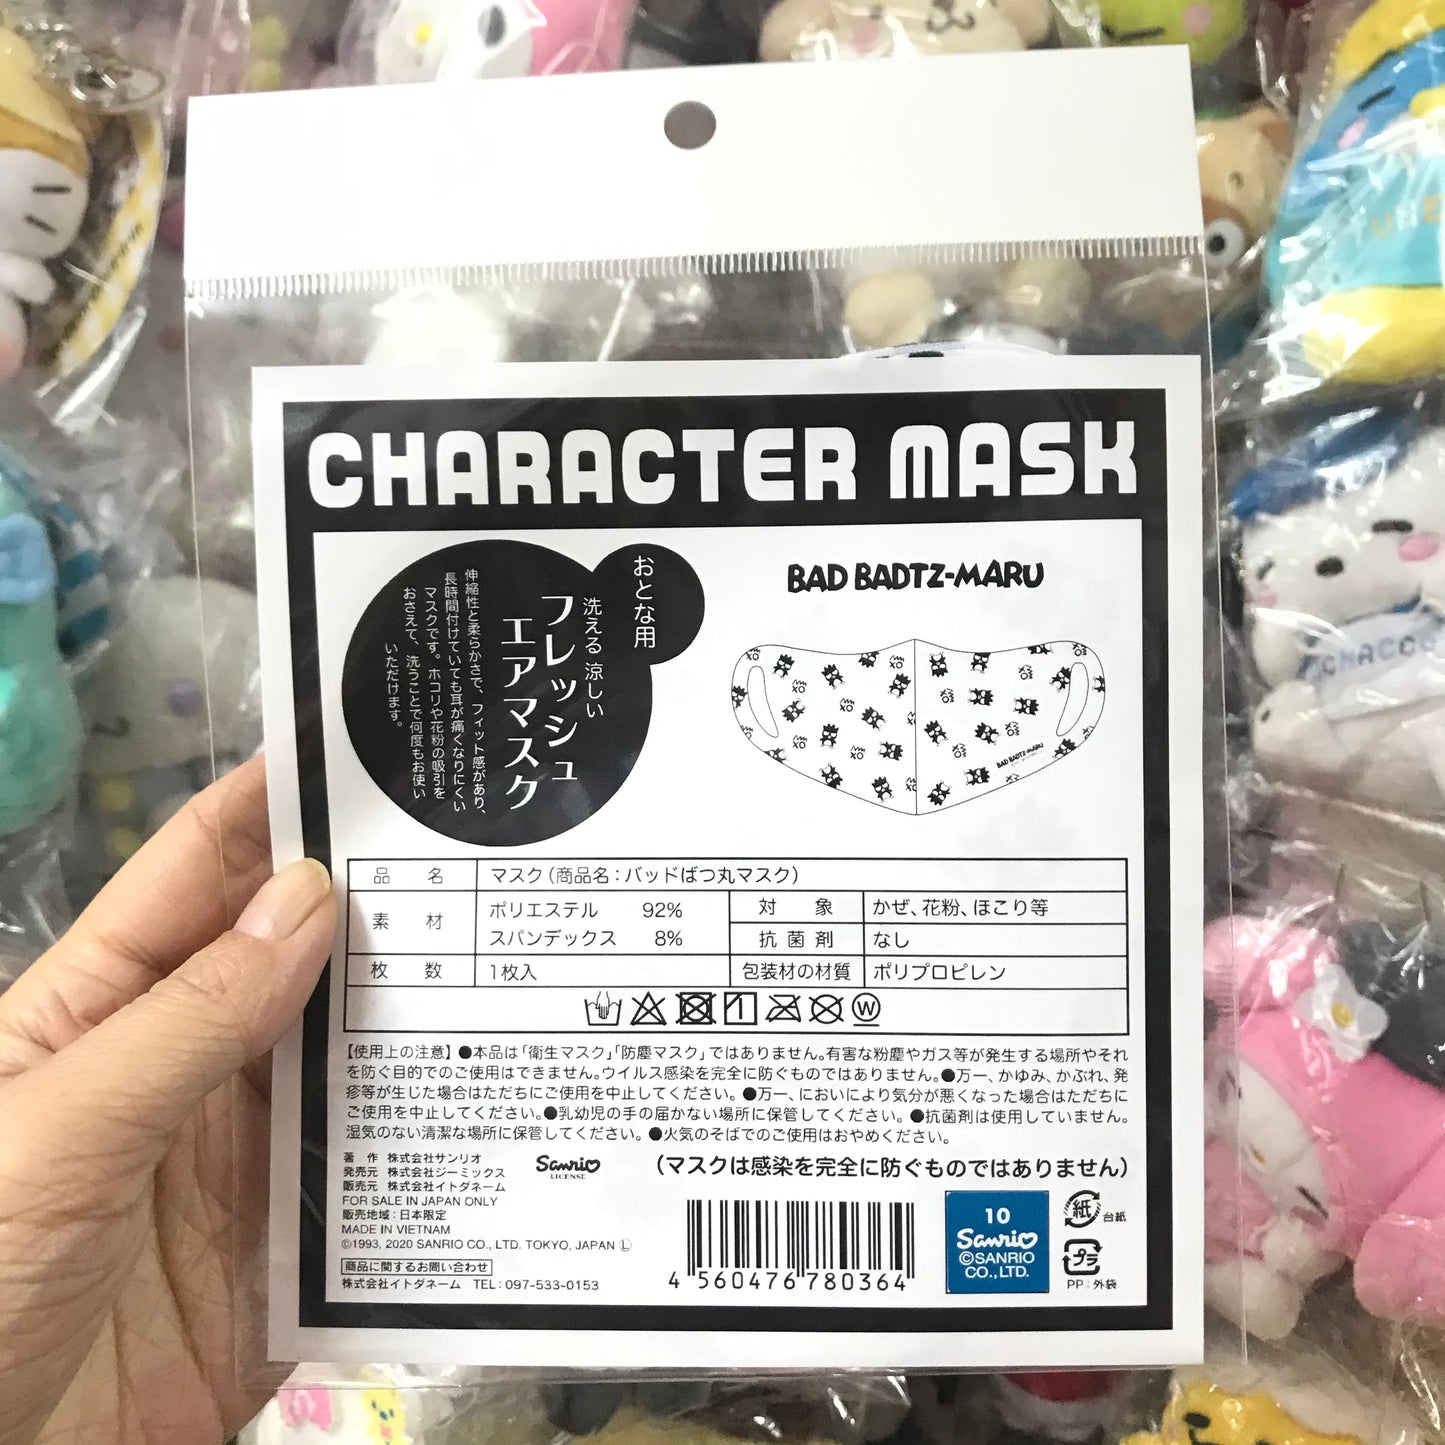 CHARACTER MASK
おとな用
洗える 涼しい
フレッシュ
エアマスク
伸縮性と柔らかさで、フィット感があり、
長時間付けていても耳が痛くなりにくい
マスクです。ホコリや花粉の吸引を
おさえて、洗うことで何度もお使い
いただけます。
BAD BADTZ-MARU
BAD BADTZ-MARU
品名 マスク(商品名:バッドばつ丸マスク)
素材 ポリエステル 92%
スパンデックス 8%
対象 かぜ、花粉、ほこり等
抗菌剤 なし
枚数 1枚入
包装材の材質 ポリプロピレン
W
【使用上の注意】●本品は「衛生マスク」「防塵マスク」ではありません。有害な粉塵やガス等が発生する場所やそれ
を防ぐ目的でのご使用はできません。ウイルス感染を完全に防ぐものではありません。●万一、かゆみ、かぶれ、発
疹等が生じた場合はただちにご使用を中止してください。●万一、においにより気分が悪くなった場合はただちに
ご使用を中止してください。●乳幼児の手の届かない場所に保管してください。●抗菌剤は使用していません。
湿気のない清潔な場所に保管してください。●火気のそばでのご使用はおやめください。
著作 株式会社サンリオ
発売元 株式会社ジーミックス
販売元 株式会社イトダネーム
FOR SALE IN JAPAN ONLY
販売地域:日本限定
MADE IN VIETNAM
©1993, 2020 SANRIO CO., LTD. TOKYO, JAPAN Ⓛ
商品に関するお問い合わせ
株式会社イトダネーム TEL:097-533-0153
Sanrio
LICENSE
(マスクは感染を完全に防ぐものではありません)
4 560476 780364
10
Sanrio
©SANRIO
CO.,LTD.
紙 台紙
プラ
PP:外袋